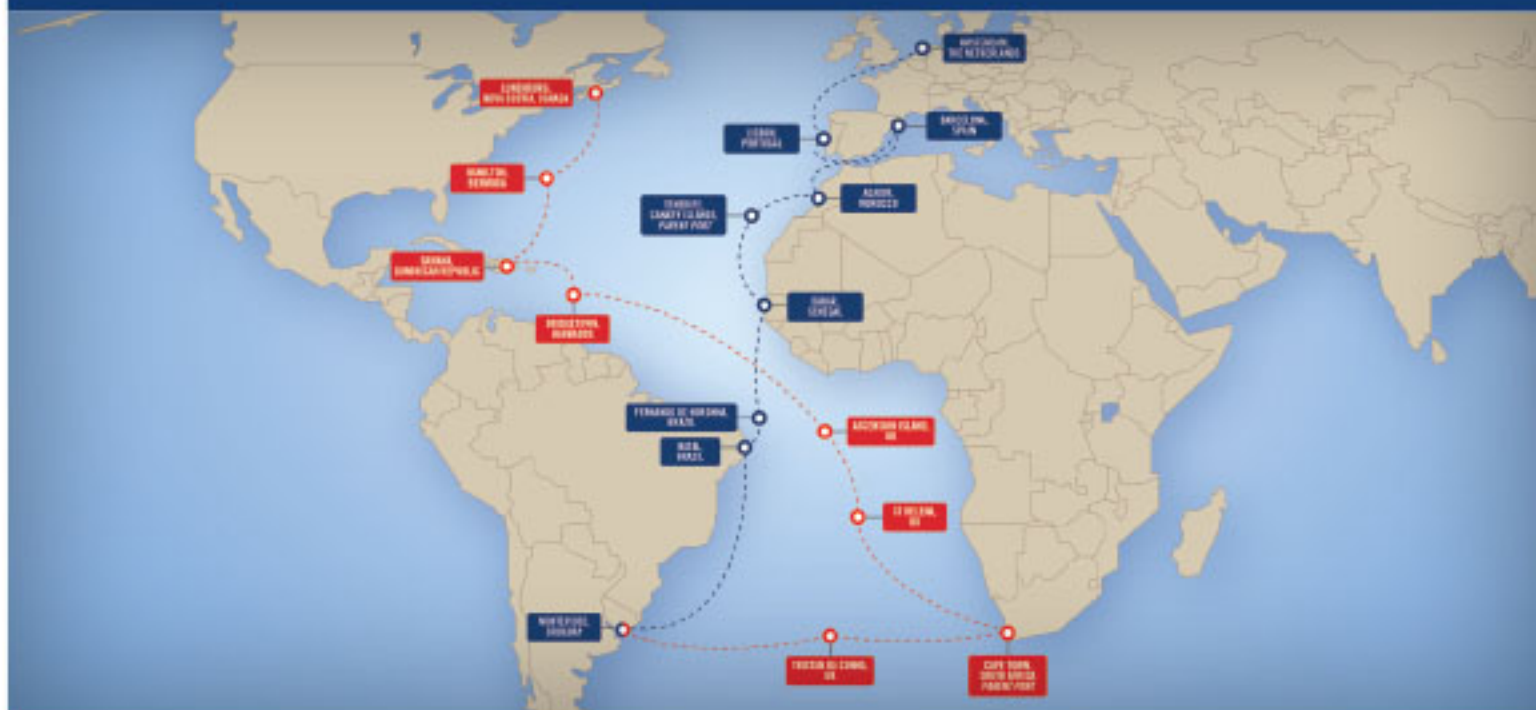 AMSTERDAM,
THE NETHERLANDS
LUNENBURG,
NOVA SCOTIA, CANADA
BARCELONA,
SPAIN
LISBON,
PORTUGAL
HAMILTON,
BERMUDA
AGADIR,
MOROCCO
CANARY ISLANDS,
PARENT PORT
SAMANA,
DOMINICAN REPUBLIC
DAKAR,
SENEGAL
BRIDGETOWN,
BARBADOS
FERNANDO DE NORONHA,
BRAZIL
ASCENSION ISLAND,
UK
NATAL,
BRAZIL
ST HELENA,
UK
MONTEVIDEO,
URUGUAY
TRISTAN DA CUNHA,
UK
CAPE TOWN,
SOUTH AFRICA,
PARENT PORT